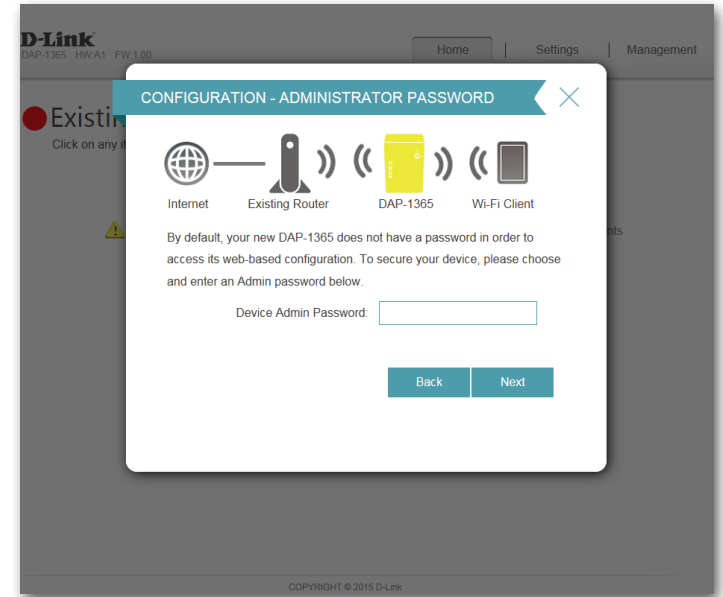 D-Link
DAP-1365 HW:A1 FW:1.00
Home | Settings | Management
CONFIGURATION - ADMINISTRATOR PASSWORD
Click on any
Internet Existing Router DAP-1365 Wi-Fi Client
By default, your new DAP-1365 does not have a password in order to
access its web-based configuration. To secure your device, please choose
and enter an Admin password below.
Device Admin Password:
Back Next
COPYRIGHT © 2015 D-Link